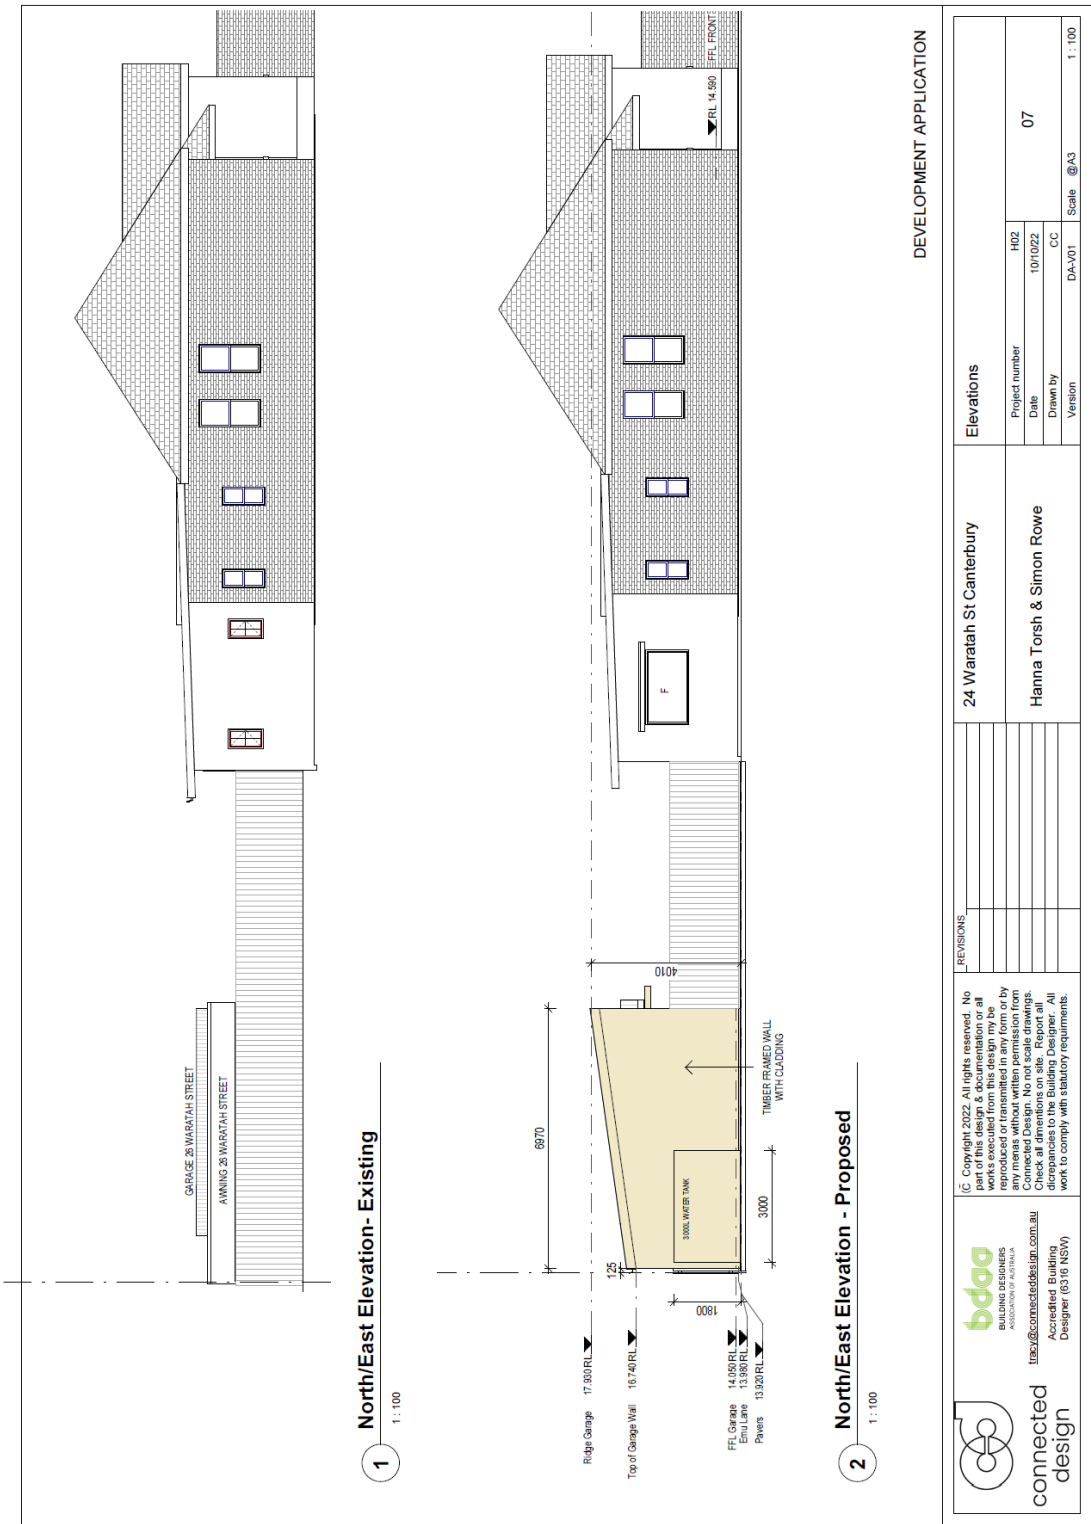 GARAGE 26 WARATAH STREET
AWNING 26 WARATAH STREET
1
North/East Elevation- Existing
1 : 100
6970
4010
125
1800
3000
3000L WATER TANK
TIMBER FRAMED WALL
WITH CLADDING
F
RL 14.590 FFL FRONT
Ridge Garage 17.930 RL
Top of Garage Wall 16.740 RL
FFL Garage 14.050 RL
Emu Lane 13.980 RL
Pavers 13.920 RL
2
North/East Elevation - Proposed
1 : 100
DEVELOPMENT APPLICATION
connected
design
bdaa
BUILDING DESIGNERS
ASSOCIATION OF AUSTRALIA
tracy@connecteddesign.com.au
Accredited Building
Designer (6316 NSW)
(C Copyright 2022. All rights reserved. No
part of this design & documentation or all
works executed from this design may be
reproduced or transmitted in any form or by
any menas without written permission from
Connected Design. No not scale drawings.
Check all dimentions on site. Report all
dicrepancies to the Building Designer. All
work to comply with statutory requirments.
REVISIONS
24 Waratah St Canterbury
Hanna Torsh & Simon Rowe
Elevations
Project number H02
Date 10/10/22
Drawn by CC
Version DA-V01
07
Scale @A3 1 : 100